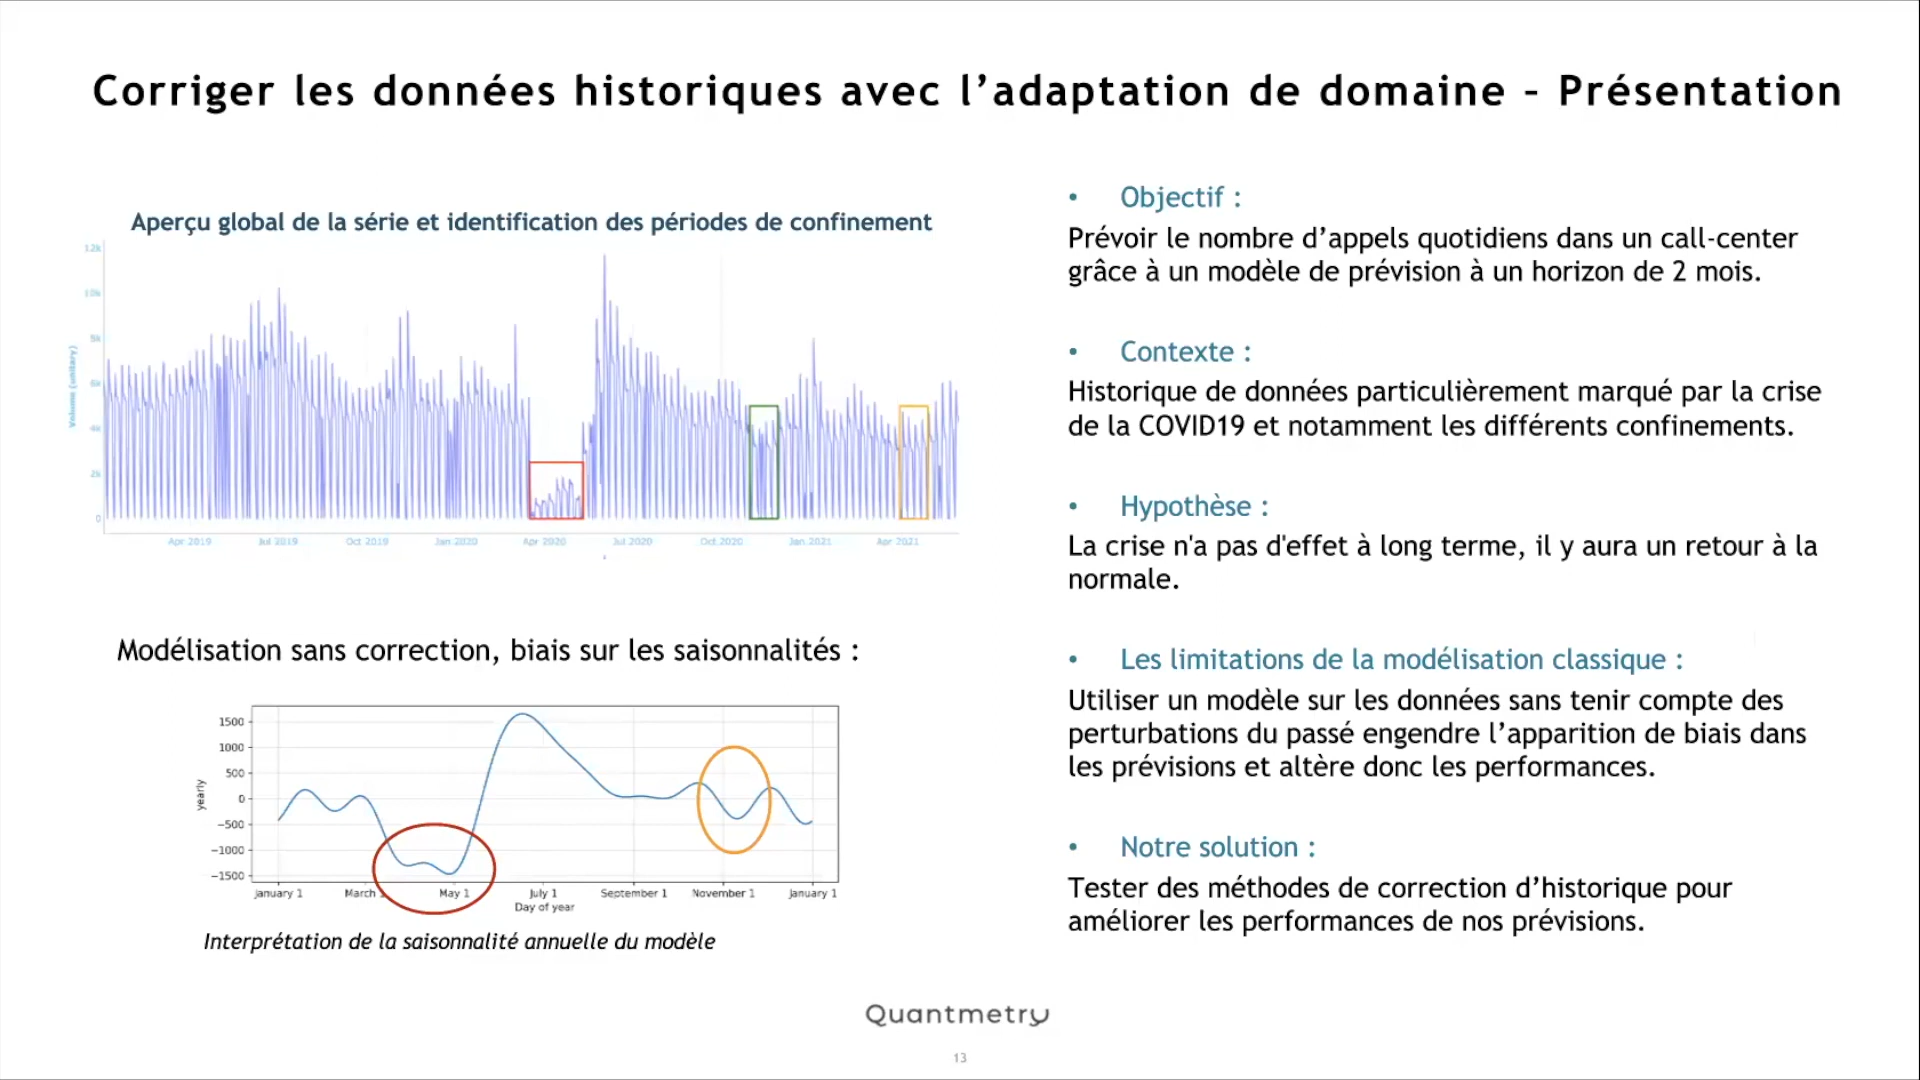 Corriger les données historiques avec l’adaptation de domaine – Présentation
Aperçu global de la série et identification des périodes de confinement
12k
10k
8k
6k
4k
2k
0
Volume (unitary)
Apr 2019
Jul 2019
Oct 2019
Jan 2020
Apr 2020
Jul 2020
Oct 2020
Jan 2021
Apr 2021
Modélisation sans correction, biais sur les saisonnalités :
1500
1000
500
0
−500
−1000
−1500
yearly
January 1
March
May 1
July 1
September 1
November 1
January 1
Day of year
Interprétation de la saisonnalité annuelle du modèle
• Objectif :
Prévoir le nombre d’appels quotidiens dans un call-center
grâce à un modèle de prévision à un horizon de 2 mois.
• Contexte :
Historique de données particulièrement marqué par la crise
de la COVID19 et notamment les différents confinements.
• Hypothèse :
La crise n'a pas d'effet à long terme, il y aura un retour à la
normale.
• Les limitations de la modélisation classique :
Utiliser un modèle sur les données sans tenir compte des
perturbations du passé engendre l’apparition de biais dans
les prévisions et altère donc les performances.
• Notre solution :
Tester des méthodes de correction d’historique pour
améliorer les performances de nos prévisions.
Quantmetry
13